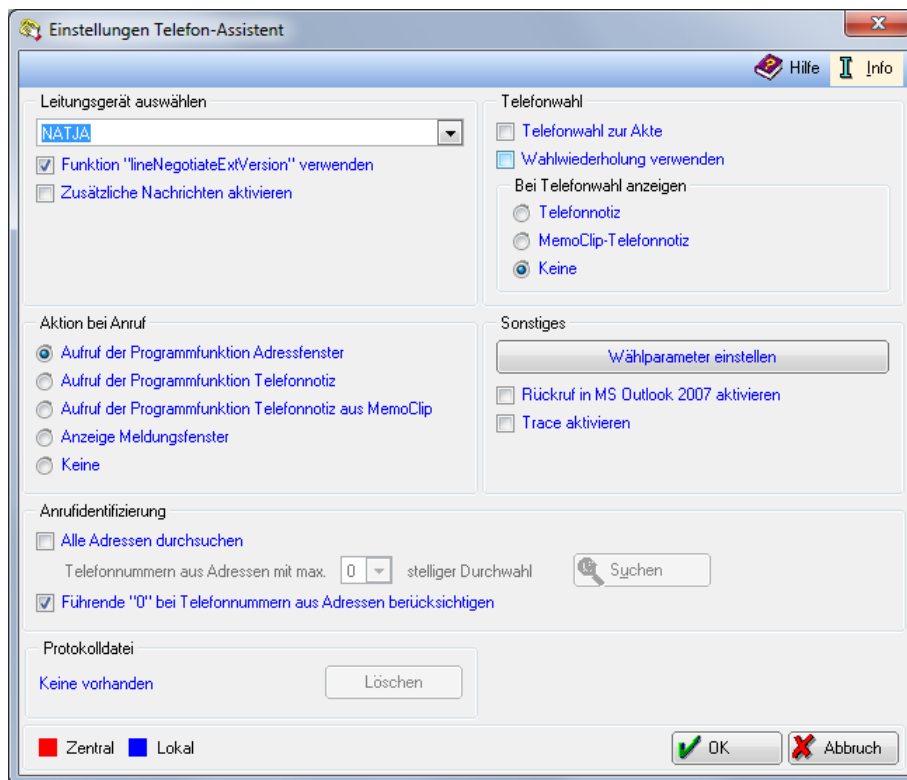 Einstellungen Telefon-Assistent
Hilfe
Info
Leitungsgerät auswählen
NATJA
Funktion "lineNegotiateExtVersion" verwenden
Zusätzliche Nachrichten aktivieren
Telefonwahl
Telefonwahl zur Akte
Wahlwiederholung verwenden
Bei Telefonwahl anzeigen
Telefonnotiz
MemoClip-Telefonnotiz
Keine
Aktion bei Anruf
Aufruf der Programmfunktion Adressfenster
Aufruf der Programmfunktion Telefonnotiz
Aufruf der Programmfunktion Telefonnotiz aus MemoClip
Anzeige Meldungsfenster
Keine
Sonstiges
Wählparameter einstellen
Rückruf in MS Outlook 2007 aktivieren
Trace aktivieren
Anrufidentifizierung
Alle Adressen durchsuchen
Telefonnummern aus Adressen mit max. 0 stelliger Durchwahl
Suchen
Führende "0" bei Telefonnummern aus Adressen berücksichtigen
Protokolldatei
Keine vorhanden
Löschen
Zentral
Lokal
OK
Abbruch